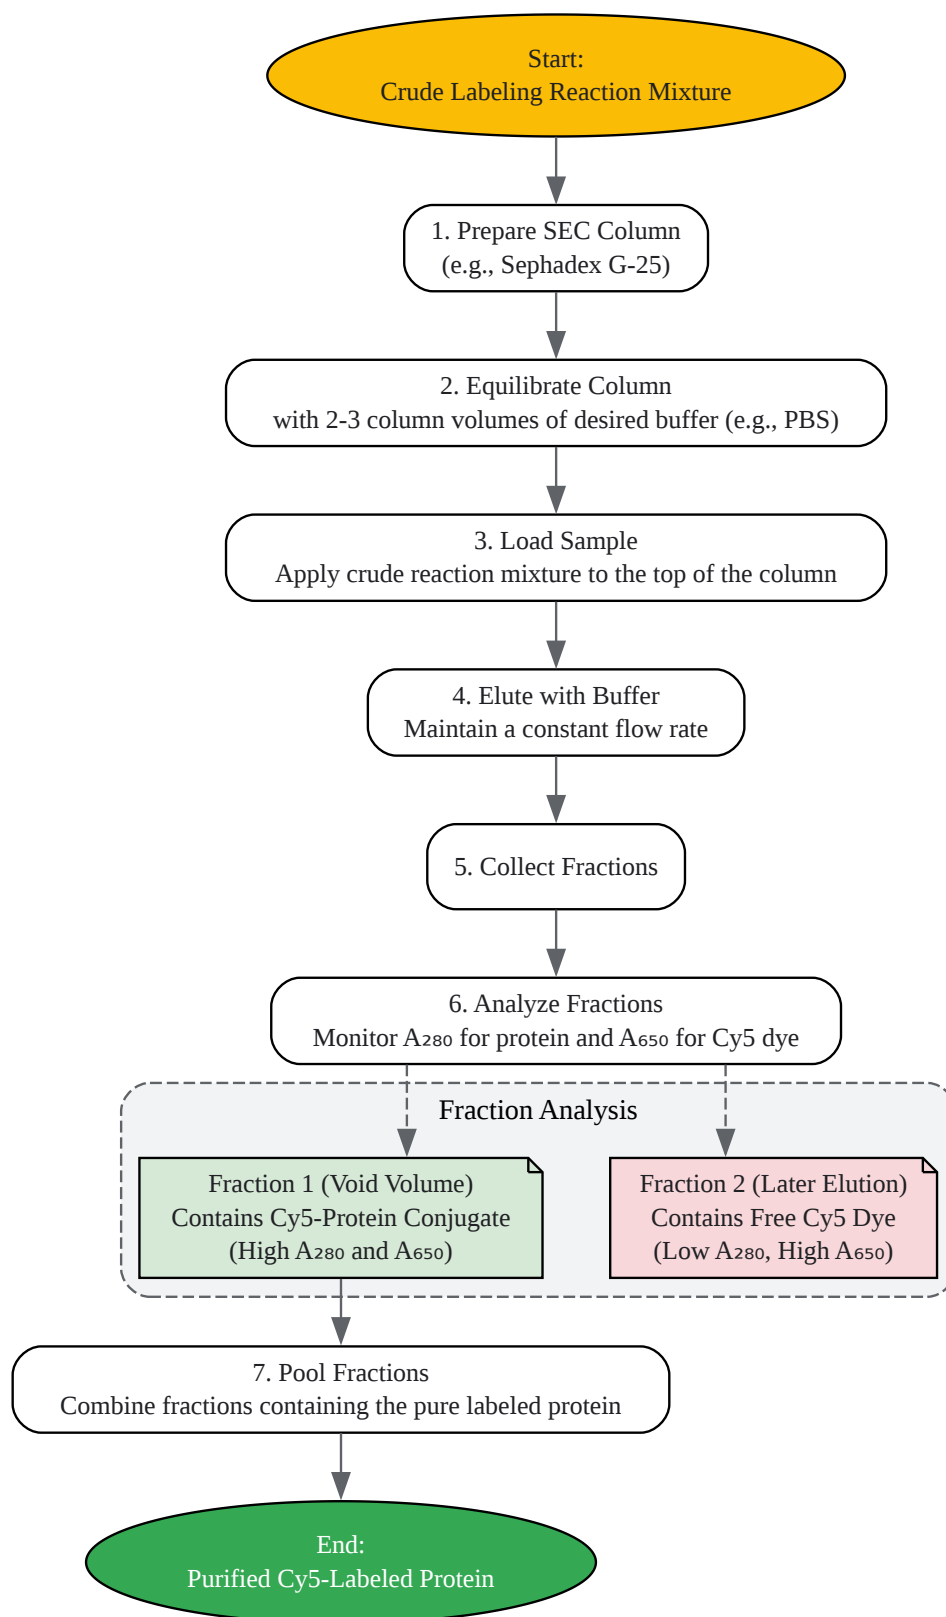 Start:
Crude Labeling Reaction Mixture
1. Prepare SEC Column
(e.g., Sephadex G-25)
2. Equilibrate Column
with 2-3 column volumes of desired buffer (e.g., PBS)
3. Load Sample
Apply crude reaction mixture to the top of the column
4. Elute with Buffer
Maintain a constant flow rate
5. Collect Fractions
6. Analyze Fractions
Monitor A₂₈₀ for protein and A₆₅₀ for Cy5 dye
Fraction Analysis
Fraction 1 (Void Volume)
Contains Cy5-Protein Conjugate
(High A₂₈₀ and A₆₅₀)
Fraction 2 (Later Elution)
Contains Free Cy5 Dye
(Low A₂₈₀, High A₆₅₀)
7. Pool Fractions
Combine fractions containing the pure labeled protein
End:
Purified Cy5-Labeled Protein